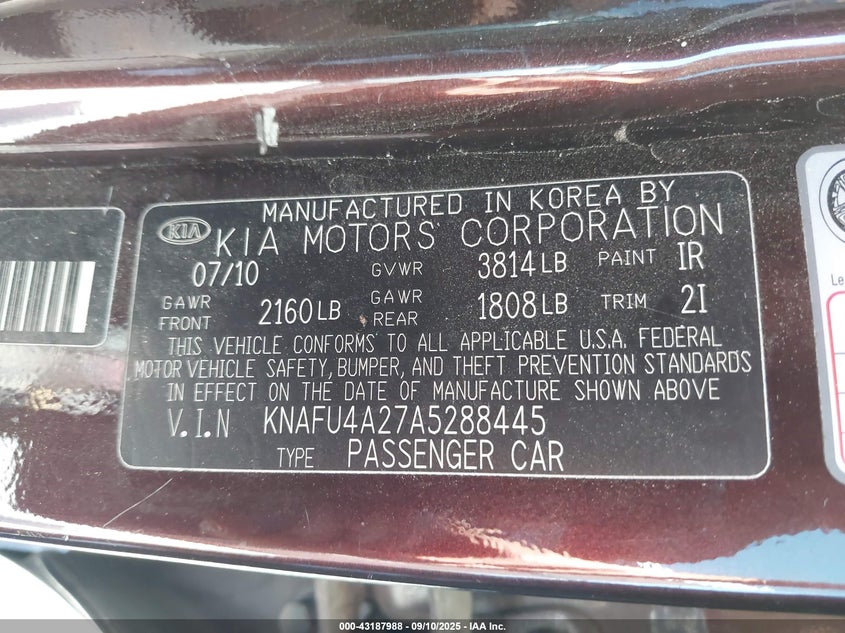 MANUFACTURED IN KOREA BY
KIA KIA MOTORS CORPORATION
07/10 GVWR 3814 LB PAINT IR
GAWR FRONT 2160 LB GAWR REAR 1808 LB TRIM 2I
THIS VEHICLE CONFORMS TO ALL APPLICABLE U.S.A. FEDERAL
MOTOR VEHICLE SAFETY, BUMPER, AND THEFT PREVENTION STANDARDS
IN EFFECT ON THE DATE OF MANUFACTURE SHOWN ABOVE
V.I.N KNAFU4A27A5288445
TYPE PASSENGER CAR
Le
000-43187988 - 09/10/2025 - IAA Inc.